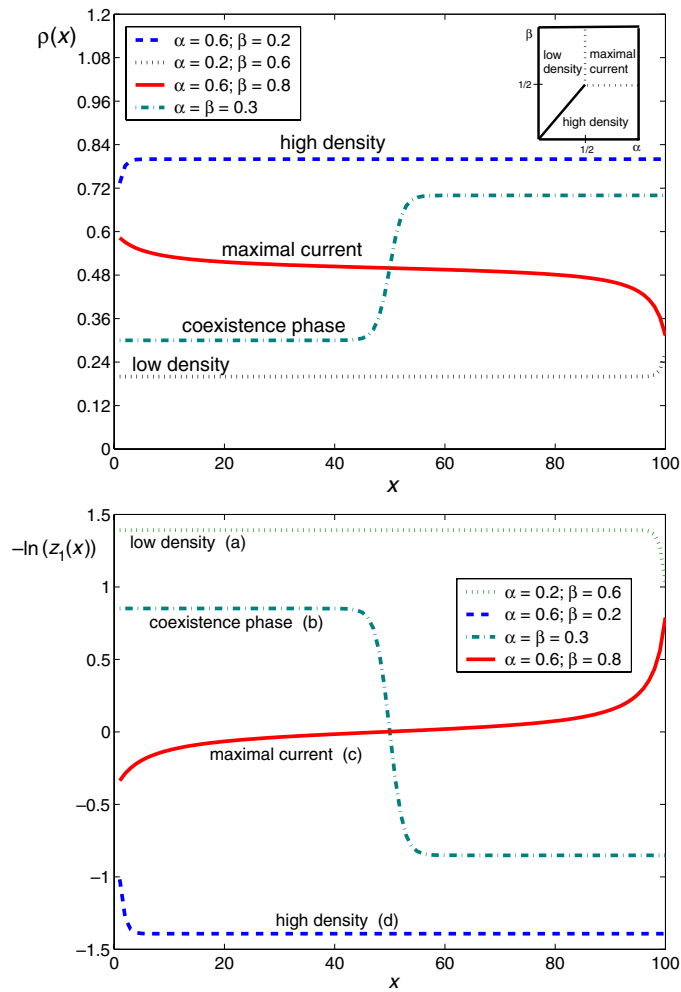 ρ(x)
1.2
1.08
0.96
0.84
0.72
0.6
0.48
0.36
0.24
0.12
0
α = 0.6; β = 0.2
α = 0.2; β = 0.6
α = 0.6; β = 0.8
α = β = 0.3
β
low density
maximal current
1/2
high density
1/2
α
high density
maximal current
coexistence phase
low density
0
20
40
60
80
100
x
−ln (z₁(x))
1.5
1
0.5
0
−0.5
−1
−1.5
low density (a)
coexistence phase (b)
α = 0.2; β = 0.6
α = 0.6; β = 0.2
α = β = 0.3
α = 0.6; β = 0.8
maximal current (c)
high density (d)
0
20
40
60
80
100
x